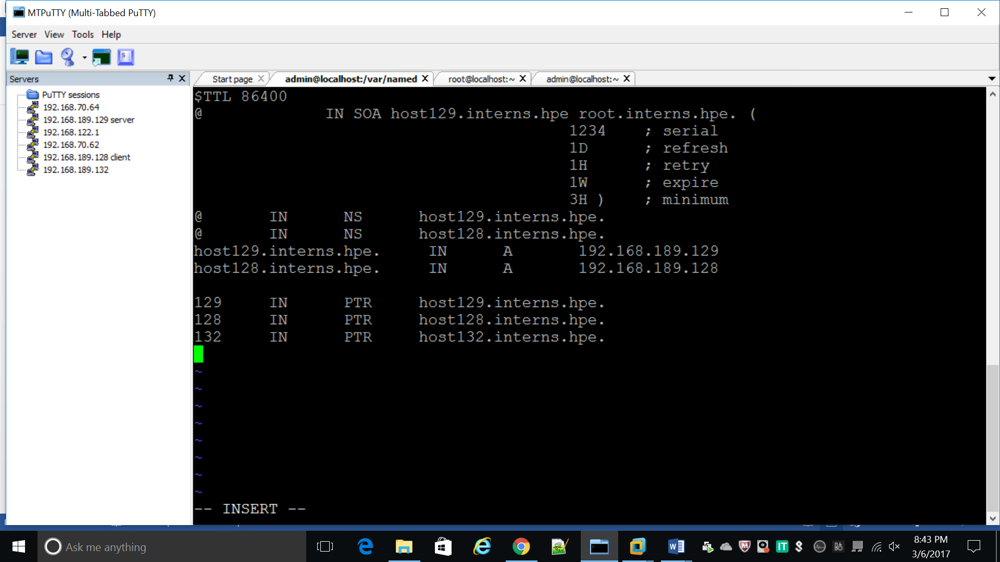 MTPuTTY (Multi-Tabbed PuTTY)
Server View Tools Help
Servers
Start page
admin@localhost:/var/named
root@localhost:~
admin@localhost:~
PuTTY sessions
192.168.70.64
192.168.189.129 server
192.168.122.1
192.168.70.62
192.168.189.128 client
192.168.189.132
$TTL 86400
@ IN SOA host129.interns.hpe root.interns.hpe. (
1234 ; serial
1D ; refresh
1H ; retry
1W ; expire
3H ) ; minimum
@ IN NS host129.interns.hpe.
@ IN NS host128.interns.hpe.
host129.interns.hpe. IN A 192.168.189.129
host128.interns.hpe. IN A 192.168.189.128
129 IN PTR host129.interns.hpe.
128 IN PTR host128.interns.hpe.
132 IN PTR host132.interns.hpe.
~
~
~
~
~
~
~
~
-- INSERT --
Ask me anything
8:43 PM
3/6/2017